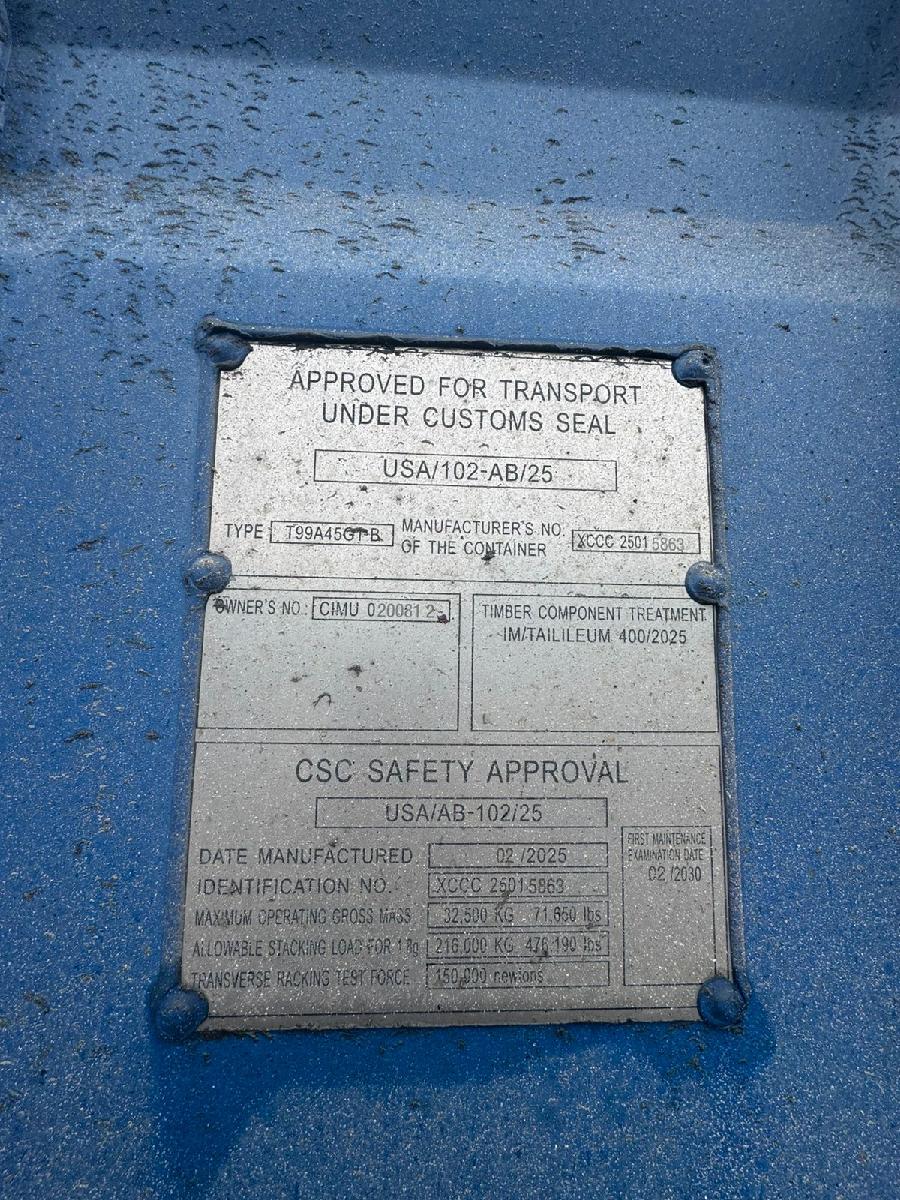 APPROVED FOR TRANSPORT
UNDER CUSTOMS SEAL
USA/102-AB/25
TYPE T99A45GT-B MANUFACTURER'S NO. OF THE CONTAINER XCCC 25015863
OWNER'S NO.: CIMU 020081 2
TIMBER COMPONENT TREATMENT
IM/TAILILEUM 400/2025
CSC SAFETY APPROVAL
USA/AB-102/25
DATE MANUFACTURED 02 /2025
IDENTIFICATION NO. XCCC 25015863
MAXIMUM OPERATING GROSS MASS 32,500 KG 71,650 lbs
ALLOWABLE STACKING LOAD FOR 1.8g 216,000 KG 476,190 lbs
TRANSVERSE RACKING TEST FORCE 150,000 newtons
FIRST MAINTENANCE
EXAMINATION DATE
02 /2030